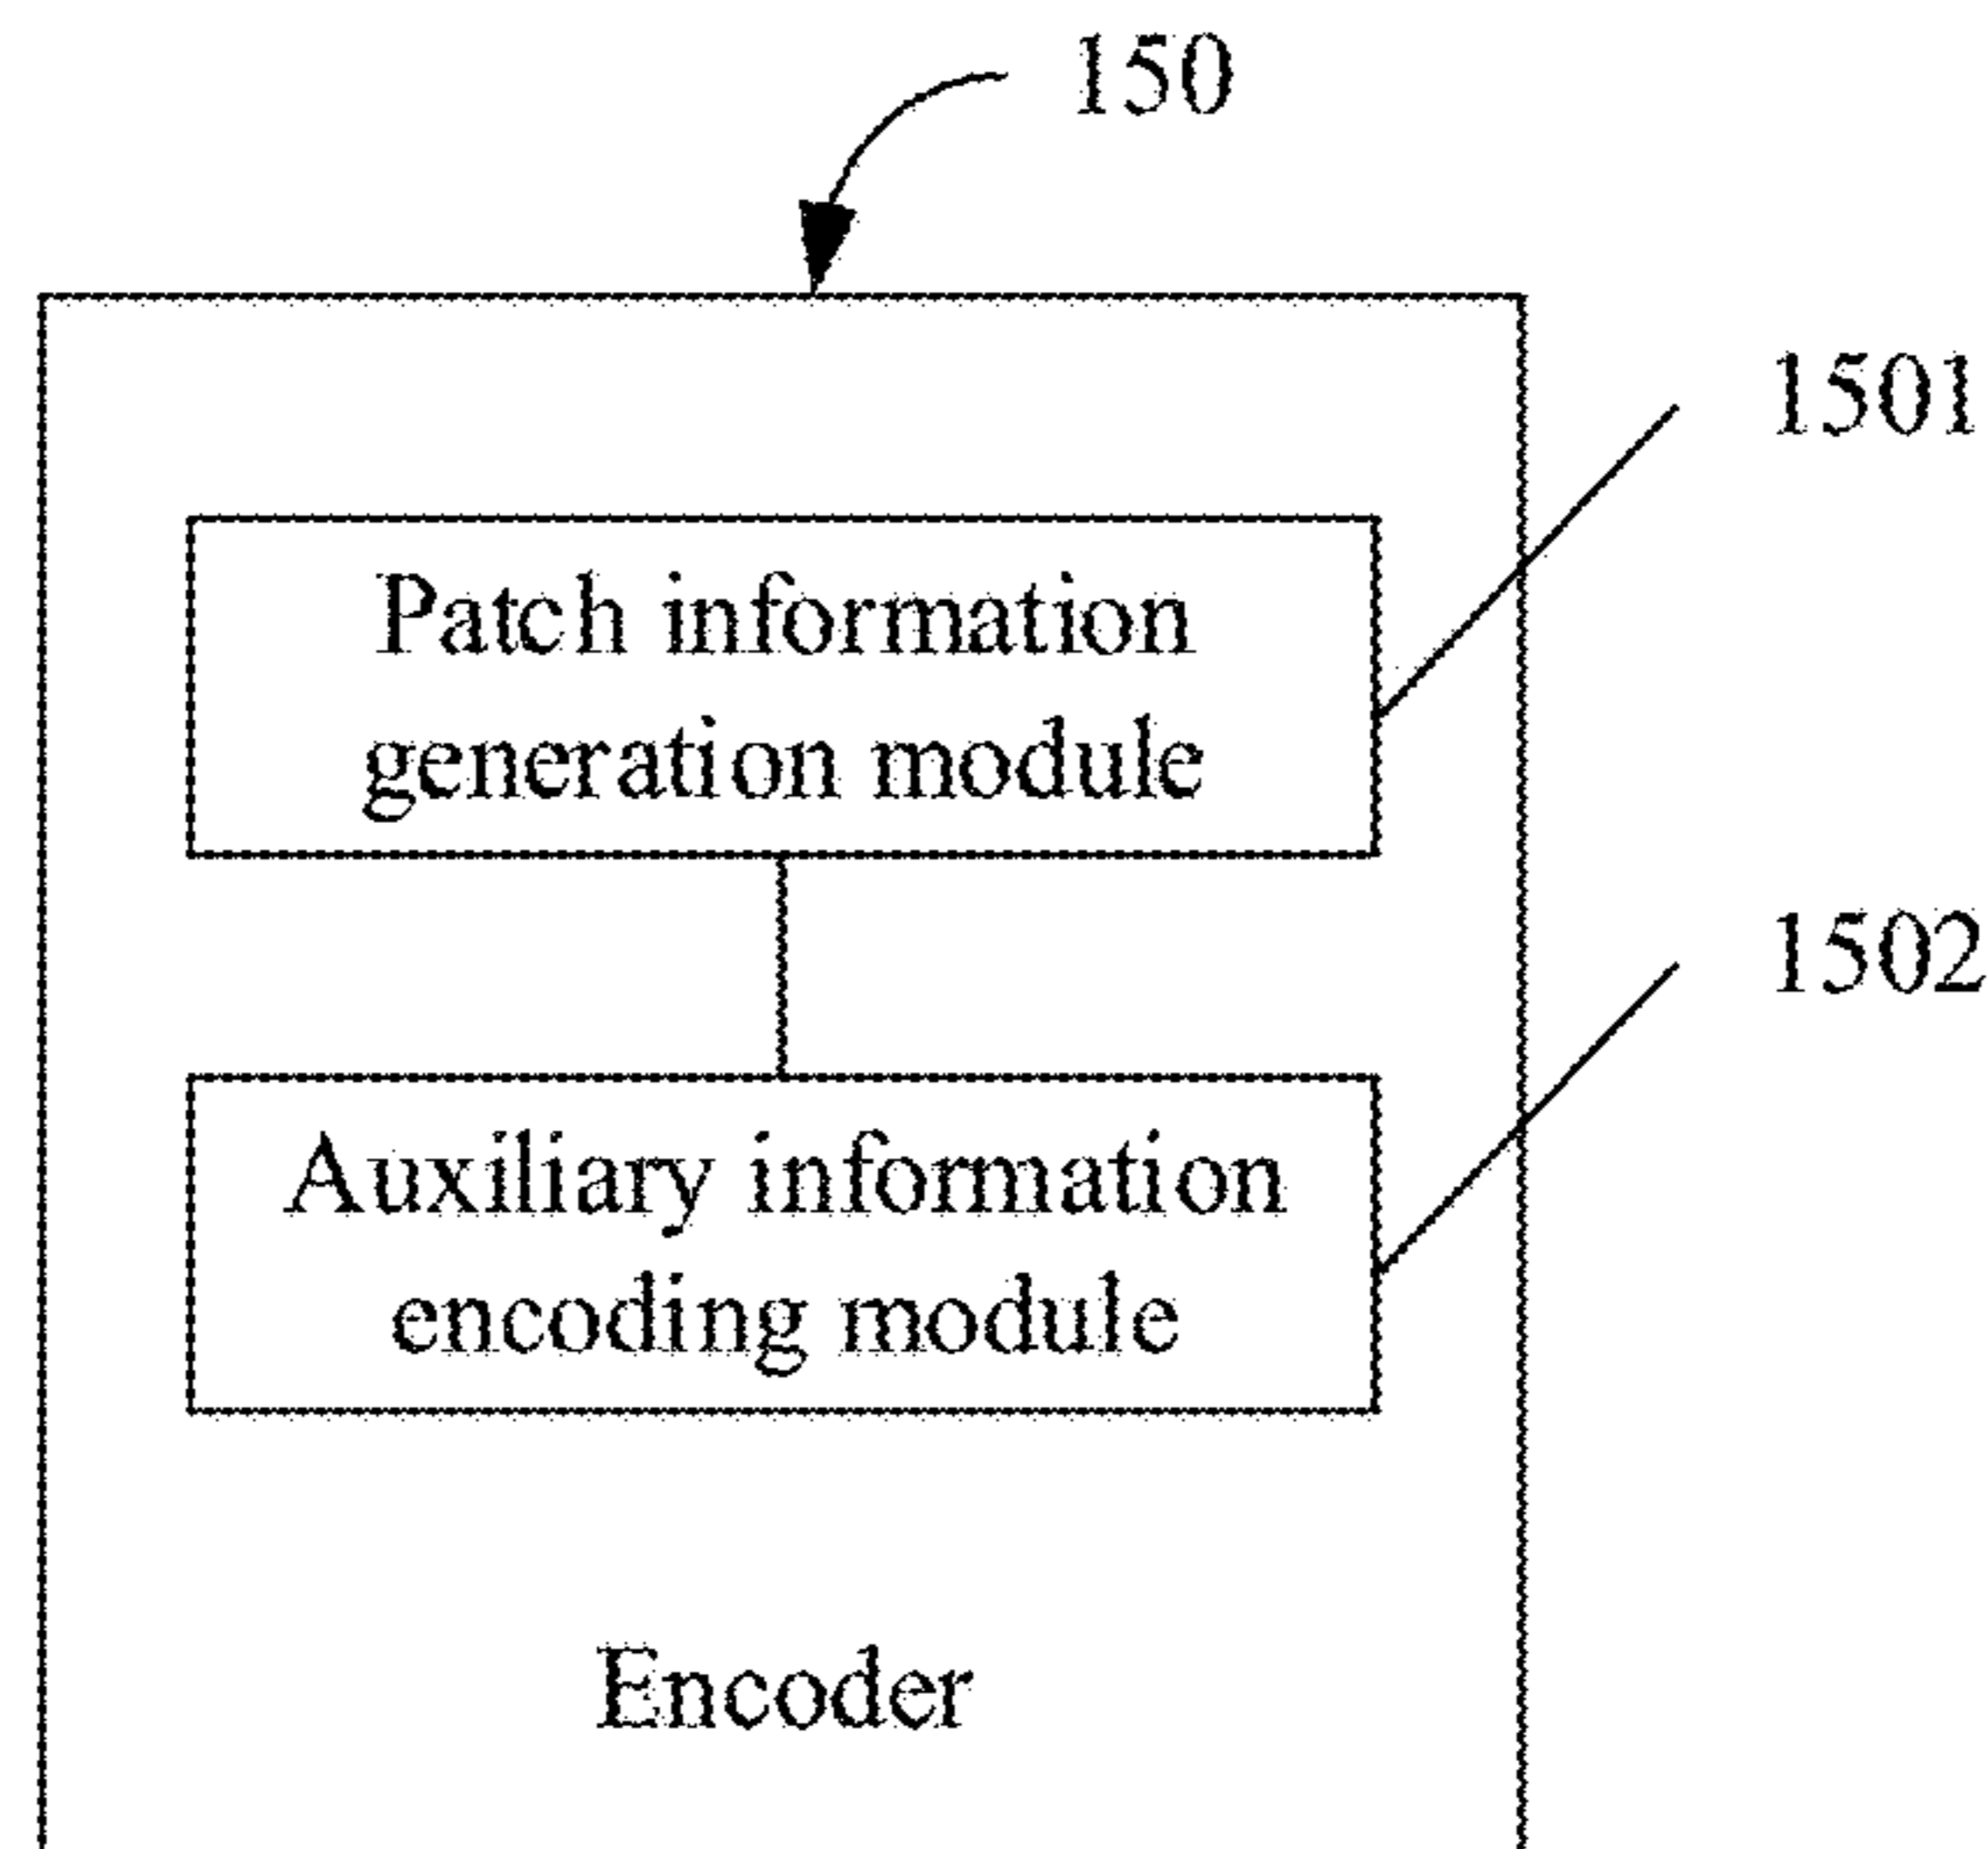 150
1501
Patch information
generation module
1502
Auxiliary information
encoding module
Encoder